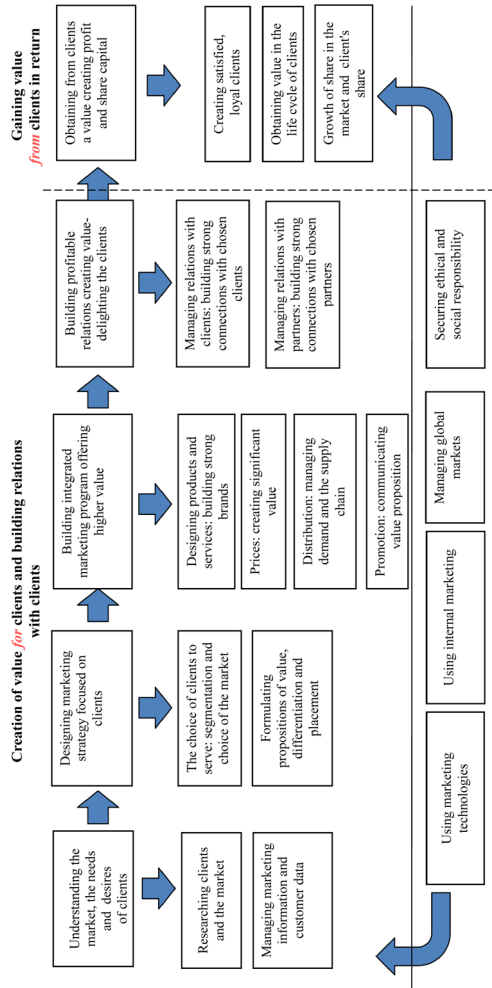 Creation of value for clients and building relations
with clients
Gaining value
from clients in return
Understanding the
market, the needs
and desires
of clients
Designing marketing
strategy focused on
clients
Building integrated
marketing program offering
higher value
Building profitable
relations creating value-
delighting the clients
Obtaining from clients
a value creating profit
and share capital
Researching clients
and the market
Managing marketing
information and
customer data
The choice of clients to
serve: segmentation and
choice of the market
Formulating
propositions of value,
differentiation and
placement
Designing products and
services: building strong
brands
Prices: creating significant
value
Distribution: managing
demand and the supply
chain
Promotion: communicating
value proposition
Managing relations with
clients: building strong
connections with chosen
clients
Managing relations with
partners: building strong
connections with chosen
partners
Creating satisfied,
loyal clients
Obtaining value in the
life cycle of clients
Growth of share in the
market and client's
share
Using marketing
technologies
Using internal marketing
Managing global
markets
Securing ethical and
social responsibility